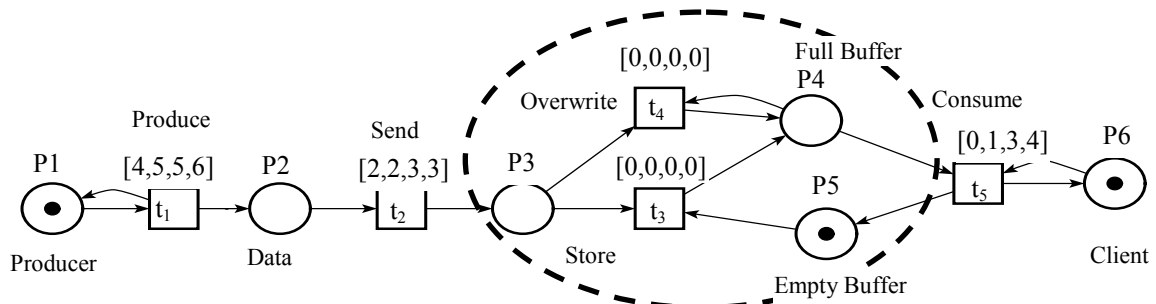 Full Buffer
[0,0,0,0]
P4
Overwrite
t4
Consume
Produce
Send
[0,1,3,4]
P6
P1
[4,5,5,6]
P2
[2,2,3,3]
P3
[0,0,0,0]
P5
t1
t2
t3
t5
Producer
Data
Store
Client
Empty Buffer